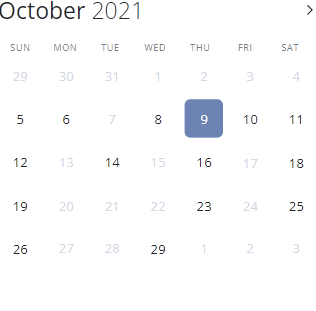 October 2021
SUN MON TUE WED THU FRI SAT
29 30 31 1 2 3 4
5 6 7 8 9 10 11
12 13 14 15 16 17 18
19 20 21 22 23 24 25
26 27 28 29 1 2 3